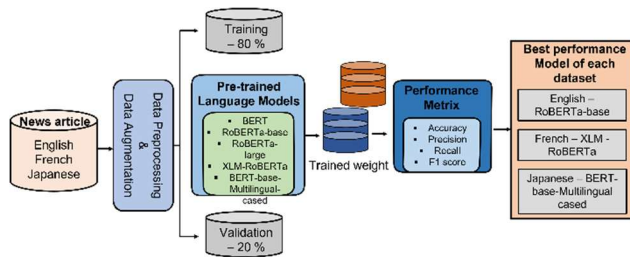 News article
English
French
Japanese
Data Preprocessing
&
Data Augmentation
Training
– 80 %
Pre-trained
Language Models
▪ BERT
▪ RoBERTa-base
▪ RoBERTa-
large
▪ XLM-RoBERTa
▪ BERT-base-
Multilingual-
cased
Validation
– 20 %
Trained weight
Performance
Metrix
▪ Accuracy
▪ Precision
▪ Recall
▪ F1 score
Best performance
Model of each
dataset
English –
RoBERTa-base
French – XLM -
RoBERTa
Japanese – BERT-
base-Multilingual
cased